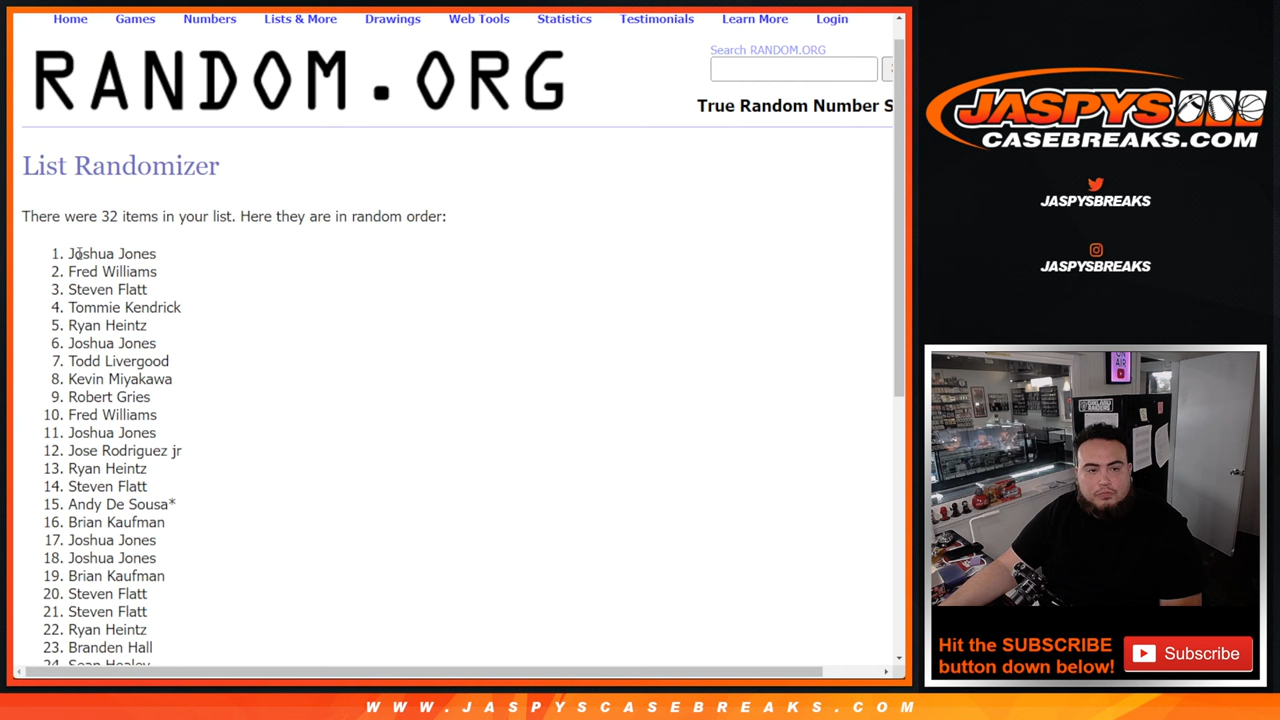 Home Games Numbers Lists & More Drawings Web Tools Statistics Testimonials Learn More Login
RANDOM.ORG
Search RANDOM.ORG
True Random Number S
List Randomizer
There were 32 items in your list. Here they are in random order:
1. Joshua Jones
2. Fred Williams
3. Steven Flatt
4. Tommie Kendrick
5. Ryan Heintz
6. Joshua Jones
7. Todd Livergood
8. Kevin Miyakawa
9. Robert Gries
10. Fred Williams
11. Joshua Jones
12. Jose Rodriguez jr
13. Ryan Heintz
14. Steven Flatt
15. Andy De Sousa*
16. Brian Kaufman
17. Joshua Jones
18. Joshua Jones
19. Brian Kaufman
20. Steven Flatt
21. Steven Flatt
22. Ryan Heintz
23. Branden Hall
24. Sean Healey
JASPYS
CASEBREAKS.COM
JASPYSBREAKS
JASPYSBREAKS
ON
AIR
Hit the SUBSCRIBE
button down below!
Subscribe
WWW.JASPYSCASEBREAKS.COM